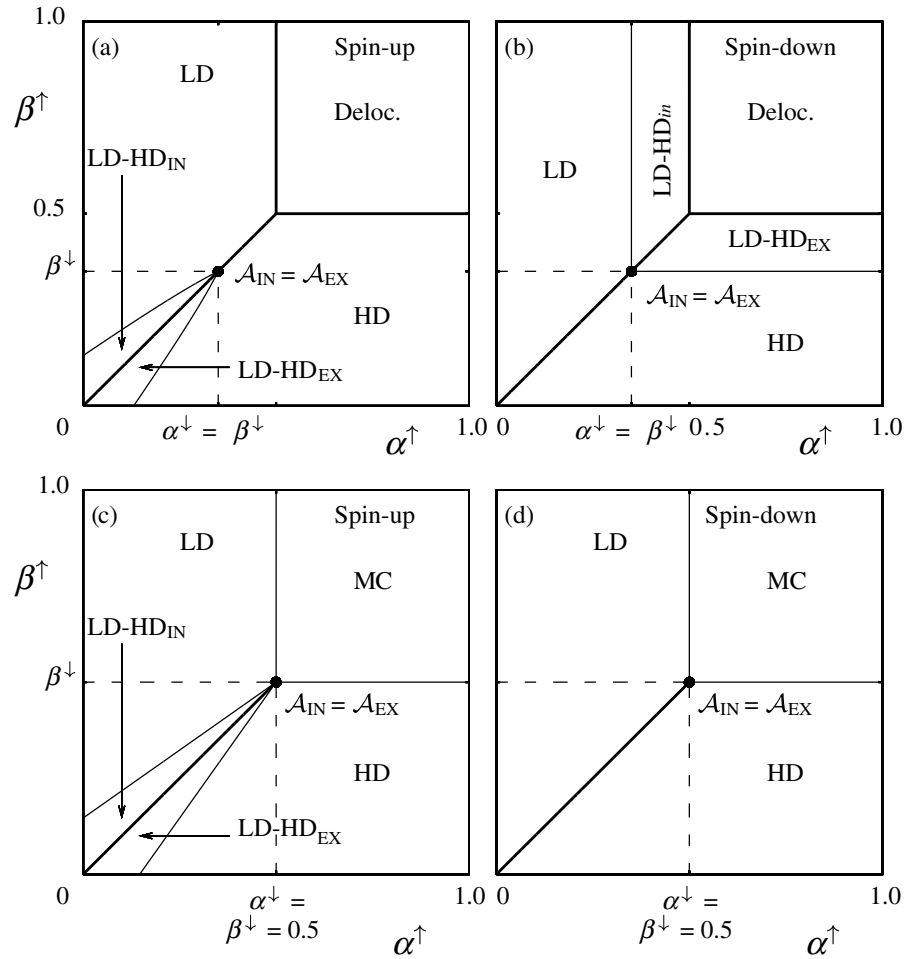 1.0
(a) Spin-up (b) Spin-down
LD
β↑ Deloc. Deloc.
LD-HD_IN LD LD-HD_in
0.5
LD-HD_EX
β↓ 𝒜_IN = 𝒜_EX 𝒜_IN = 𝒜_EX
HD HD
LD-HD_EX
0 α↓ = β↓ α↑ 1.0 0 α↓ = β↓ 0.5 α↑ 1.0
1.0
(c) Spin-up (d) Spin-down
LD LD
β↑ MC MC
LD-HD_IN
β↓ 𝒜_IN = 𝒜_EX 𝒜_IN = 𝒜_EX
HD HD
LD-HD_EX
0 α↓ = 1.0 0 α↓ = 1.0
β↓ = 0.5 α↑ β↓ = 0.5 α↑